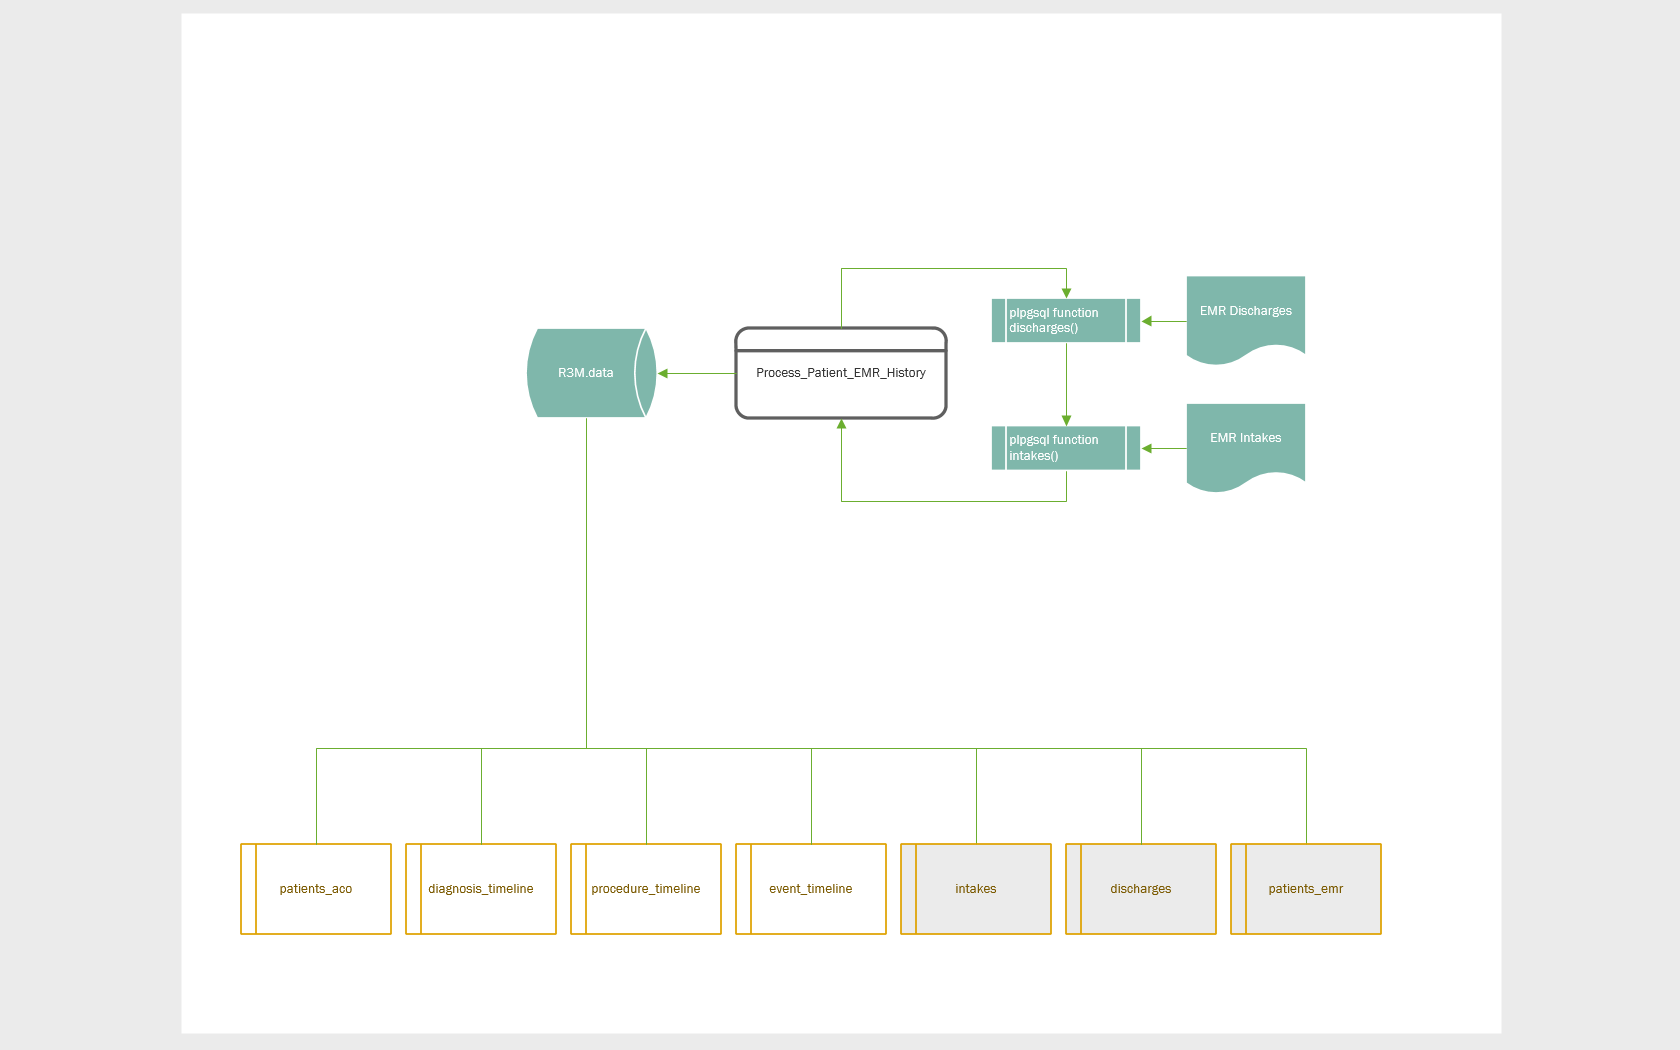 plpgsql function
discharges()
EMR Discharges
R3M.data
Process_Patient_EMR_History
plpgsql function
intakes()
EMR Intakes
patients_aco
diagnosis_timeline
procedure_timeline
event_timeline
intakes
discharges
patients_emr